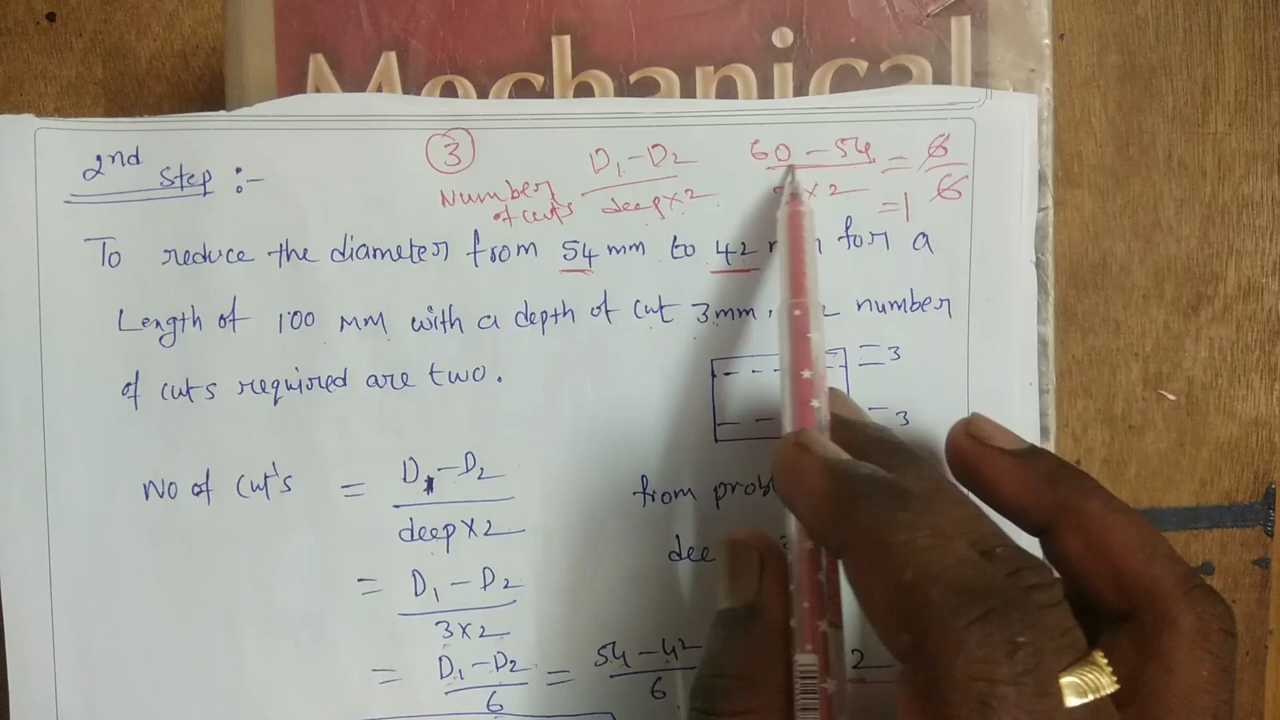 Mechanical
2nd Step :-
③
Number of cuts D1-D2 / deep×2
60-54 / ×2 = 6/6
=1
To reduce the diameter from 54 mm to 42 for a
Length of 100 MM with a depth of cut 3mm. number
of cuts required are two.
=3
-3
No of Cut's = D1-D2 / deep×2
from
= D1-D2 / 3×2
= D1-D2 / 6 = 54-42 / 6 2